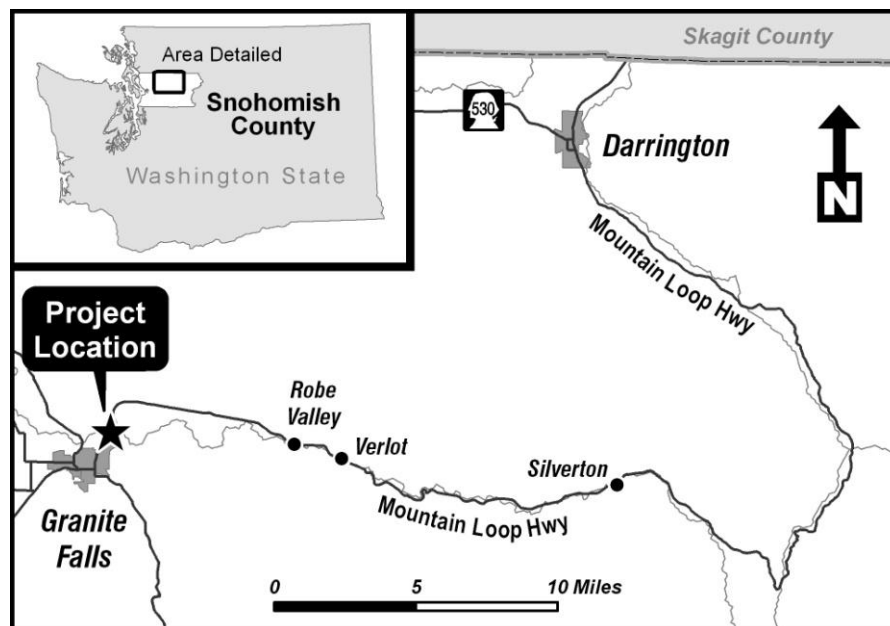 Area Detailed
Snohomish
County
Washington State
Skagit County
530
Darrington
N
Mountain Loop Hwy
Project
Location
Robe
Valley
Verlot
Silverton
Mountain Loop Hwy
Granite
Falls
0 5 10 Miles